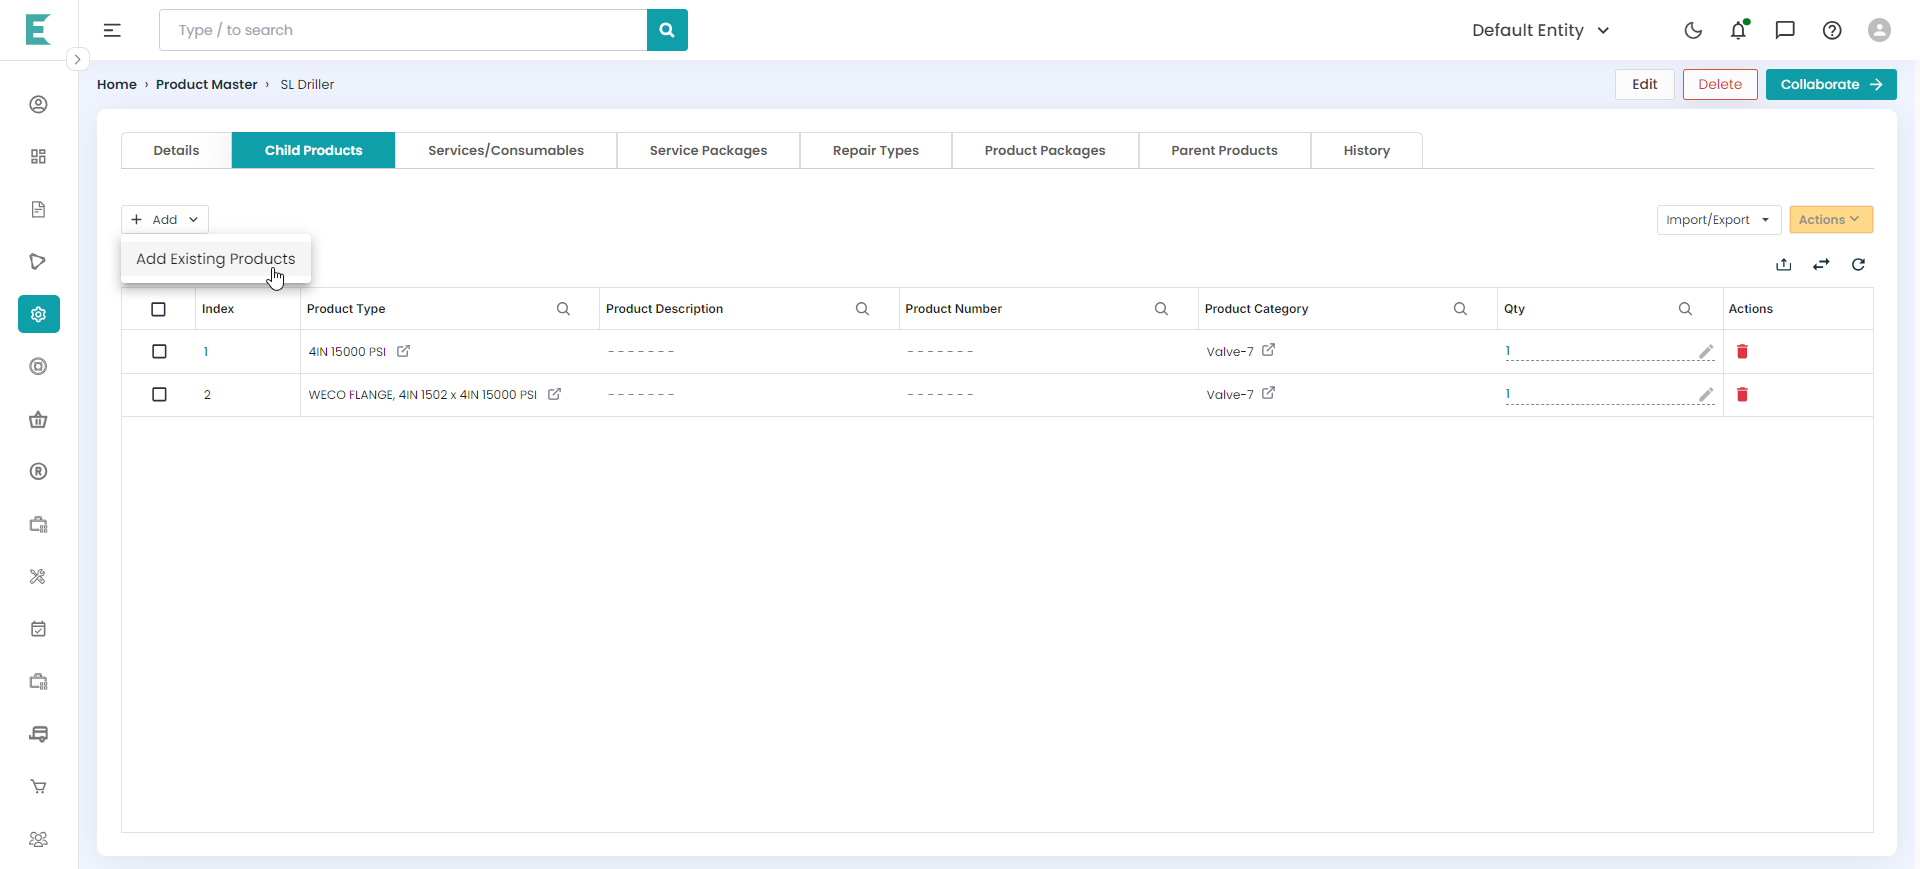 Type / to search
Default Entity
Home › Product Master › SL Driller
Edit
Delete
Collaborate
Details
Child Products
Services/Consumables
Service Packages
Repair Types
Product Packages
Parent Products
History
+ Add
Import/Export
Actions
Add Existing Products
Index
Product Type
Product Description
Product Number
Product Category
Qty
Actions
1
4IN 15000 PSI
-------
-------
Valve-7
1
2
WECO FLANGE, 4IN 1502 x 4IN 15000 PSI
-------
-------
Valve-7
1